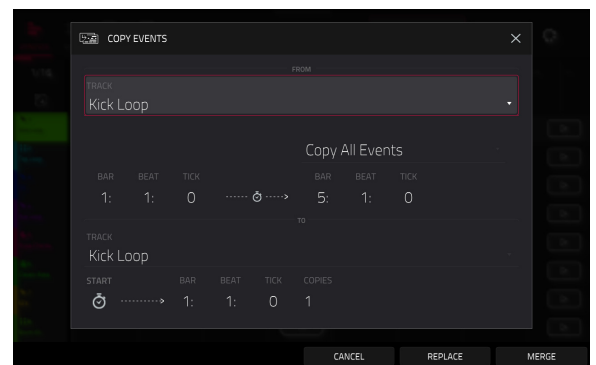 COPY EVENTS
FROM
TRACK
Kick Loop
Copy All Events
BAR BEAT TICK BAR BEAT TICK
1: 1: 0 5: 1: 0
TO
TRACK
Kick Loop
START BAR BEAT TICK COPIES
1: 1: 0 1
CANCEL REPLACE MERGE